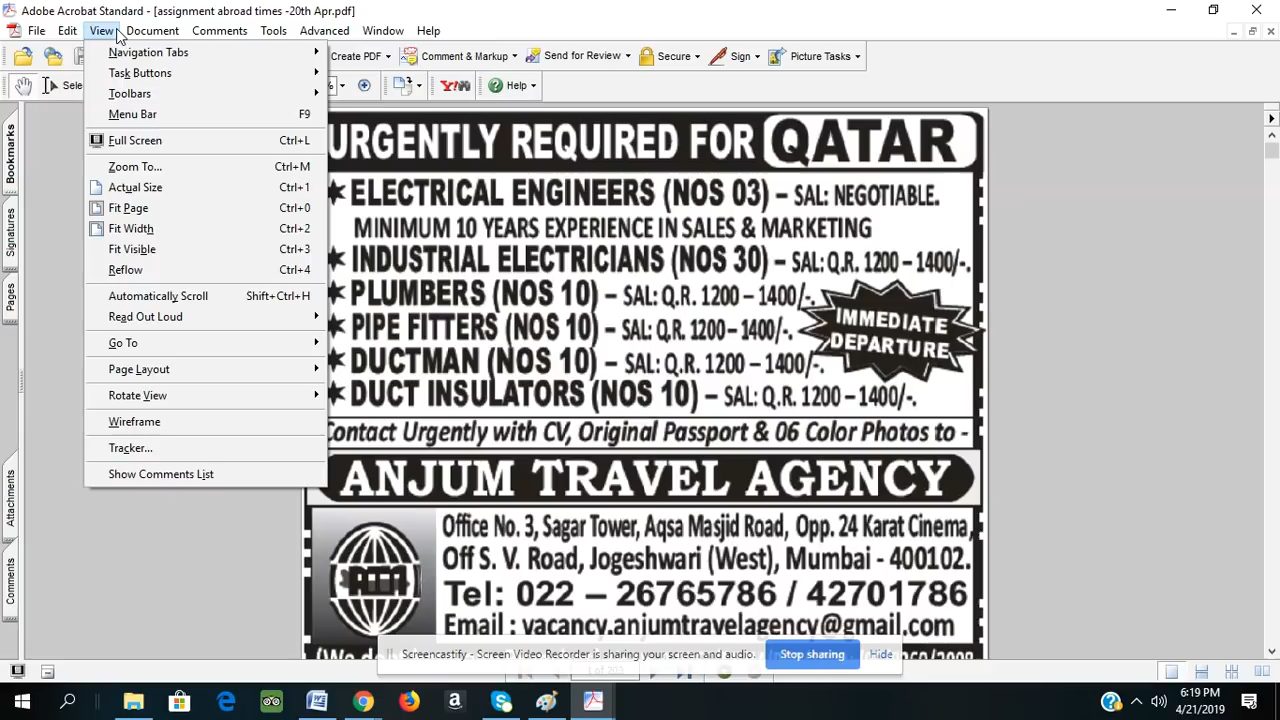 Adobe Acrobat Standard - [assignment abroad times -20th Apr.pdf]
File Edit View Document Comments Tools Advanced Window Help
Create PDF Comment & Markup Send for Review Secure Sign Picture Tasks
Sele % Y! Help
Navigation Tabs
Task Buttons
Toolbars
Menu Bar F9
Full Screen Ctrl+L
Zoom To... Ctrl+M
Actual Size Ctrl+1
Fit Page Ctrl+0
Fit Width Ctrl+2
Fit Visible Ctrl+3
Reflow Ctrl+4
Automatically Scroll Shift+Ctrl+H
Read Out Loud
Go To
Page Layout
Rotate View
Wireframe
Tracker...
Show Comments List
Bookmarks
Signatures
Pages
Attachments
Comments
URGENTLY REQUIRED FOR QATAR
ELECTRICAL ENGINEERS (NOS 03) – SAL: NEGOTIABLE.
MINIMUM 10 YEARS EXPERIENCE IN SALES & MARKETING
INDUSTRIAL ELECTRICIANS (NOS 30) – SAL: Q.R. 1200 – 1400/-.
PLUMBERS (NOS 10) – SAL: Q.R. 1200 – 1400/-.
PIPE FITTERS (NOS 10) – SAL: Q.R. 1200 – 1400/-.
DUCTMAN (NOS 10) – SAL: Q.R. 1200 – 1400/-.
DUCT INSULATORS (NOS 10) – SAL: Q.R. 1200 – 1400/-.
IMMEDIATE
DEPARTURE
Contact Urgently with CV, Original Passport & 06 Color Photos to -
ANJUM TRAVEL AGENCY
ATM
Office No. 3, Sagar Tower, Aqsa Masjid Road, Opp. 24 Karat Cinema,
Off S. V. Road, Jogeshwari (West), Mumbai - 400102.
Tel: 022 – 26765786 / 42701786
Email : vacancy.anjumtravelagency@gmail.com
Screencastify - Screen Video Recorder is sharing your screen and audio. Stop sharing Hide
1 of 203
6:19 PM
4/21/2019